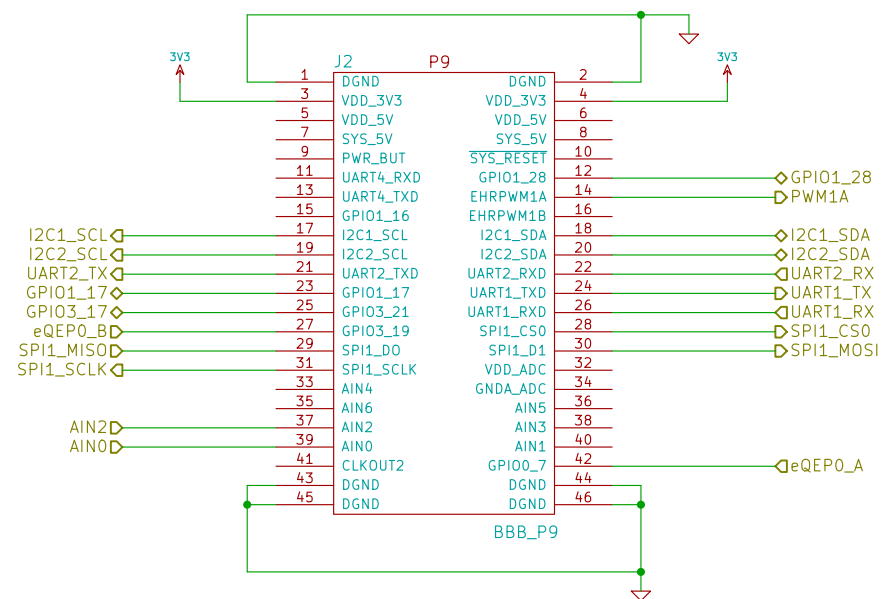 3V3 3V3
J2 P9
1 DGND DGND 2
3 VDD_3V3 VDD_3V3 4
5 VDD_5V VDD_5V 6
7 SYS_5V SYS_5V 8
9 PWR_BUT SYS_RESET 10
11 UART4_RXD GPIO1_28 12 GPIO1_28
13 UART4_TXD EHRPWM1A 14 PWM1A
15 GPIO1_16 EHRPWM1B 16
I2C1_SCL 17 I2C1_SCL I2C1_SDA 18 I2C1_SDA
I2C2_SCL 19 I2C2_SCL I2C2_SDA 20 I2C2_SDA
UART2_TX 21 UART2_TXD UART2_RXD 22 UART2_RX
GPIO1_17 23 GPIO1_17 UART1_TXD 24 UART1_TX
GPIO3_17 25 GPIO3_21 UART1_RXD 26 UART1_RX
eQEP0_B 27 GPIO3_19 SPI1_CS0 28 SPI1_CS0
SPI1_MISO 29 SPI1_DO SPI1_D1 30 SPI1_MOSI
SPI1_SCLK 31 SPI1_SCLK VDD_ADC 32
33 AIN4 GNDA_ADC 34
35 AIN6 AIN5 36
AIN2 37 AIN2 AIN3 38
AIN0 39 AIN0 AIN1 40
41 CLKOUT2 GPIO0_7 42 eQEP0_A
43 DGND DGND 44
45 DGND DGND 46
BBB_P9